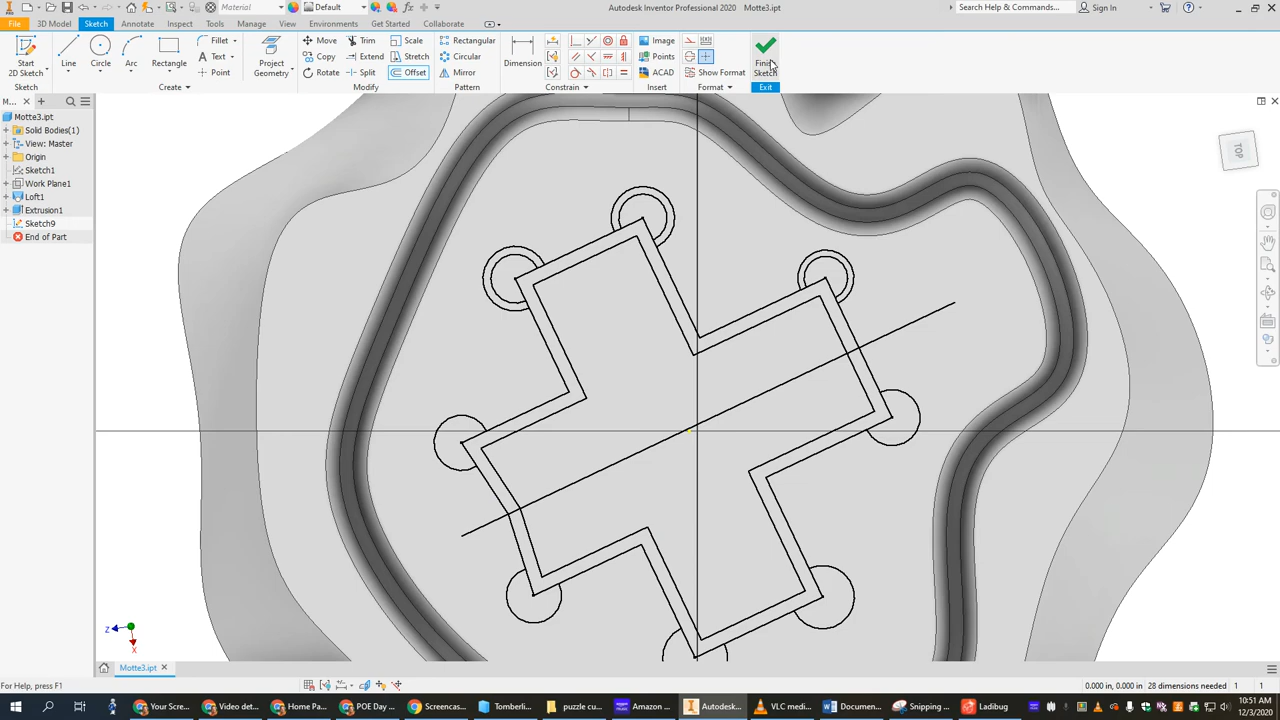 Material
Default
Autodesk Inventor Professional 2020 Motte3.ipt
Search Help & Commands...
Sign In
File
3D Model
Sketch
Annotate
Inspect
Tools
Manage
View
Environments
Get Started
Collaborate
Start
2D Sketch
Line
Circle
Arc
Rectangle
Fillet
Text
Point
Project
Geometry
Move
Copy
Rotate
Trim
Extend
Split
Scale
Stretch
Offset
Rectangular
Circular
Mirror
Dimension
Image
Points
ACAD
Show Format
Finish
Sketch
Sketch
Create
Modify
Pattern
Constrain
Insert
Format
Exit
M...
Motte3.ipt
Solid Bodies(1)
View: Master
Origin
Sketch1
Work Plane1
Loft1
Extrusion1
Sketch9
End of Part
TOP
Z
X
Motte3.ipt
For Help, press F1
0.000 in, 0.000 in
28 dimensions needed
1
1
Your Scre...
Video det...
Home Pa...
POE Day ...
Screencas...
Tomberli...
puzzle cu...
Amazon ...
Autodesk...
VLC medi...
Documen...
Snipping ...
Ladibug
10:51 AM
12/3/2020